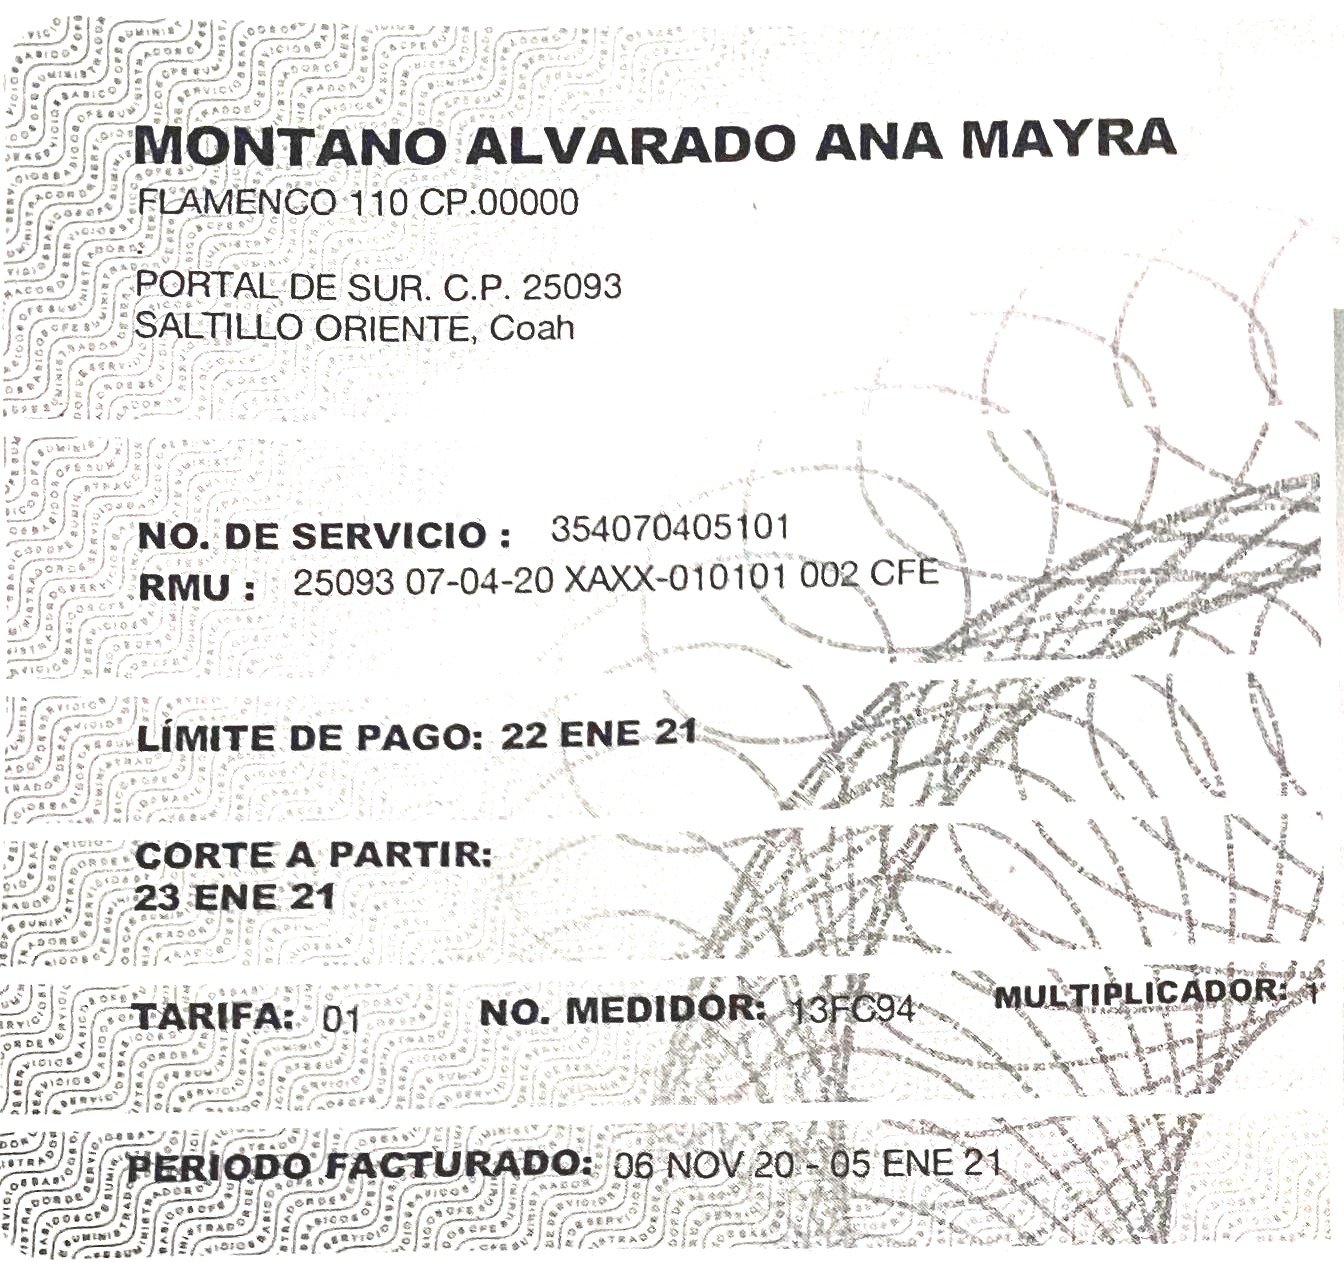 MONTANO ALVARADO ANA MAYRA
FLAMENCO 110 CP.00000
.
PORTAL DE SUR. C.P. 25093
SALTILLO ORIENTE, Coah
NO. DE SERVICIO : 354070405101
RMU : 25093 07-04-20 XAXX-010101 002 CFE
LÍMITE DE PAGO: 22 ENE 21
CORTE A PARTIR:
23 ENE 21
TARIFA: 01 NO. MEDIDOR: 13FC94 MULTIPLICADOR: 1
PERIODO FACTURADO: 06 NOV 20 - 05 ENE 21